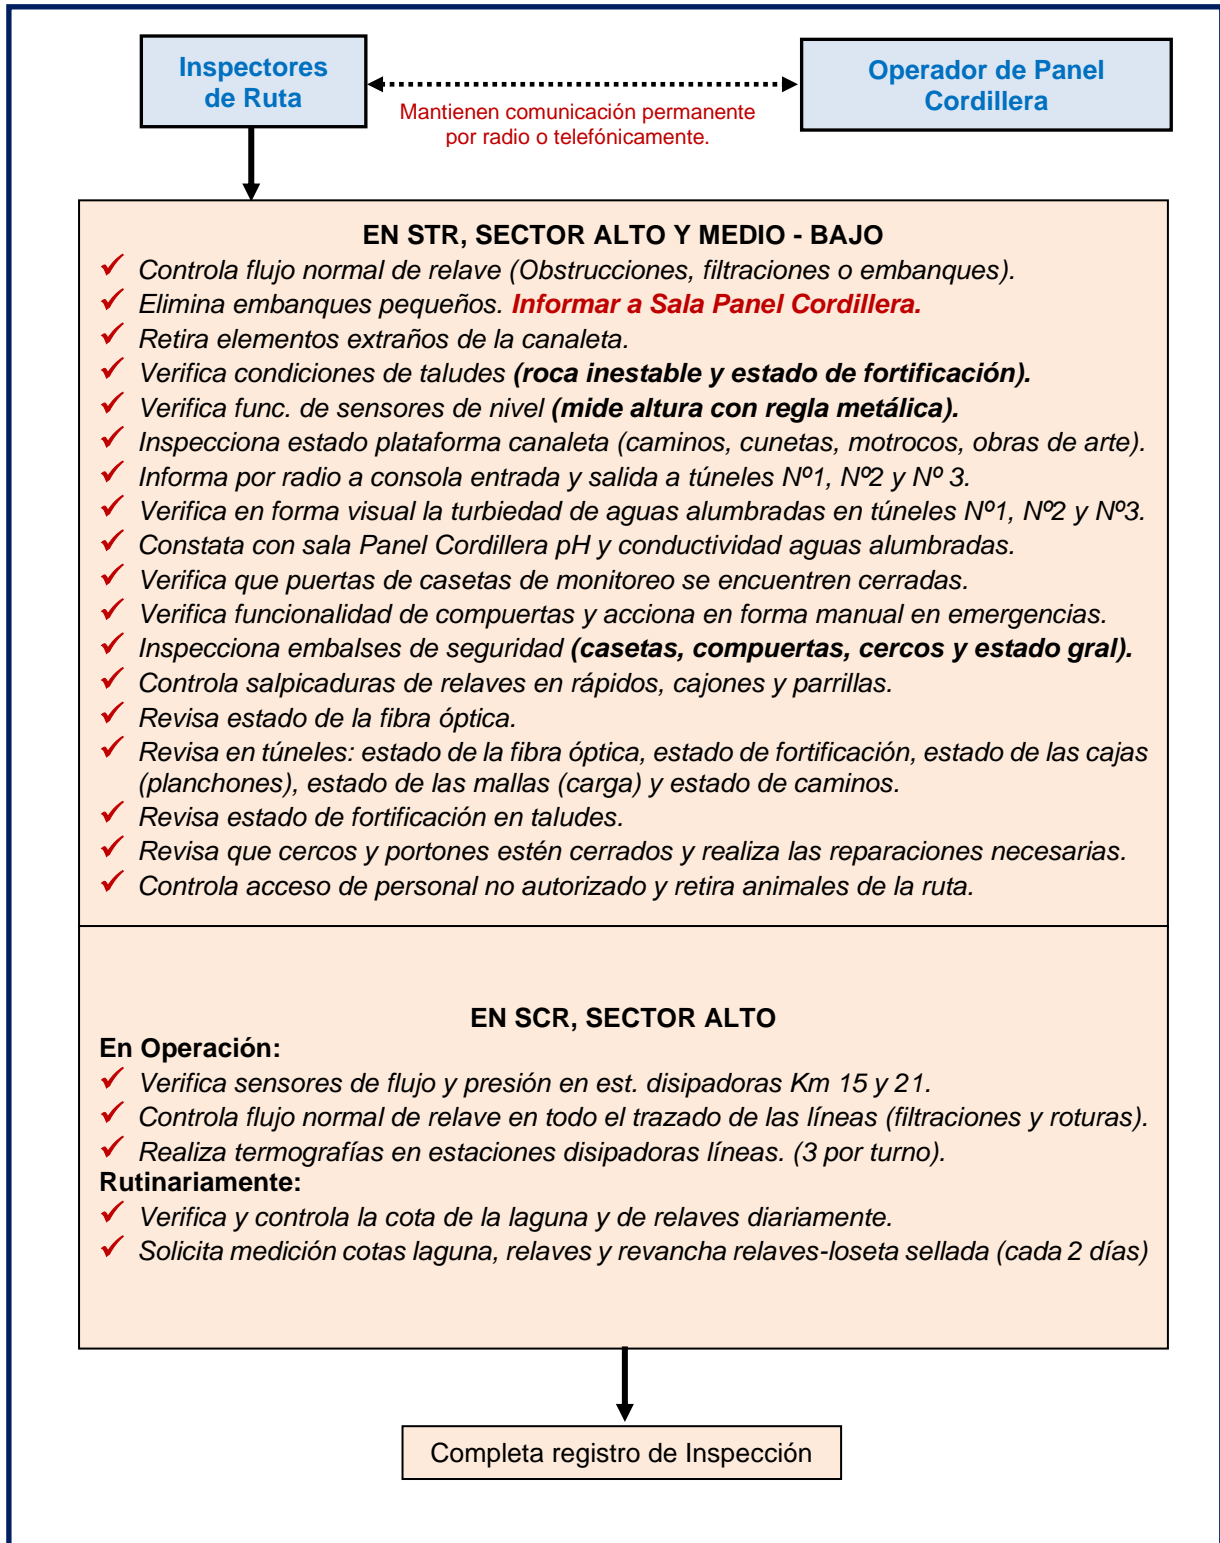 Inspectores
de Ruta
Operador de Panel
Cordillera
Mantienen comunicación permanente
por radio o telefónicamente.
EN STR, SECTOR ALTO Y MEDIO - BAJO
Controla flujo normal de relave (Obstrucciones, filtraciones o embanques).
Elimina embanques pequeños. Informar a Sala Panel Cordillera.
Retira elementos extraños de la canaleta.
Verifica condiciones de taludes (roca inestable y estado de fortificación).
Verifica func. de sensores de nivel (mide altura con regla metálica).
Inspecciona estado plataforma canaleta (caminos, cunetas, motrocos, obras de arte).
Informa por radio a consola entrada y salida a túneles Nº1, Nº2 y Nº 3.
Verifica en forma visual la turbiedad de aguas alumbradas en túneles Nº1, Nº2 y Nº3.
Constata con sala Panel Cordillera pH y conductividad aguas alumbradas.
Verifica que puertas de casetas de monitoreo se encuentren cerradas.
Verifica funcionalidad de compuertas y acciona en forma manual en emergencias.
Inspecciona embalses de seguridad (casetas, compuertas, cercos y estado gral).
Controla salpicaduras de relaves en rápidos, cajones y parrillas.
Revisa estado de la fibra óptica.
Revisa en túneles: estado de la fibra óptica, estado de fortificación, estado de las cajas
(planchones), estado de las mallas (carga) y estado de caminos.
Revisa estado de fortificación en taludes.
Revisa que cercos y portones estén cerrados y realiza las reparaciones necesarias.
Controla acceso de personal no autorizado y retira animales de la ruta.
EN SCR, SECTOR ALTO
En Operación:
Verifica sensores de flujo y presión en est. disipadoras Km 15 y 21.
Controla flujo normal de relave en todo el trazado de las líneas (filtraciones y roturas).
Realiza termografías en estaciones disipadoras líneas. (3 por turno).
Rutinariamente:
Verifica y controla la cota de la laguna y de relaves diariamente.
Solicita medición cotas laguna, relaves y revancha relaves-loseta sellada (cada 2 días)
Completa registro de Inspección